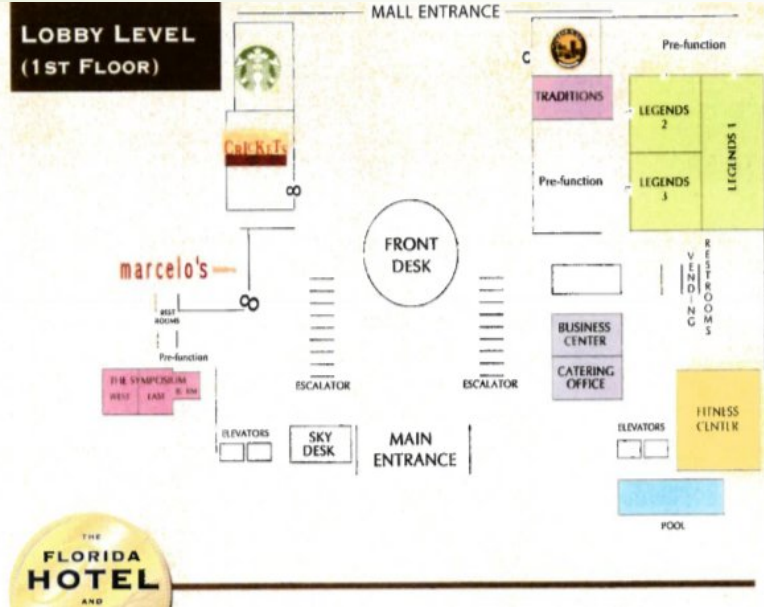 LOBBY LEVEL
(1ST FLOOR)
MALL ENTRANCE
Pre-function
TRADITIONS
LEGENDS
2
LEGENDS 1
CRICKETS
Pre-function
LEGENDS
3
FRONT
DESK
marcelo's
REST
ROOMS
VENDING
RESTROOMS
Pre-function
BUSINESS
CENTER
THE SYMPOSIUM
WEST
EAST
ESCALATOR
ESCALATOR
CATERING
OFFICE
FITNESS
CENTER
ELEVATORS
SKY
DESK
MAIN
ENTRANCE
ELEVATORS
POOL
THE
FLORIDA
HOTEL
AND